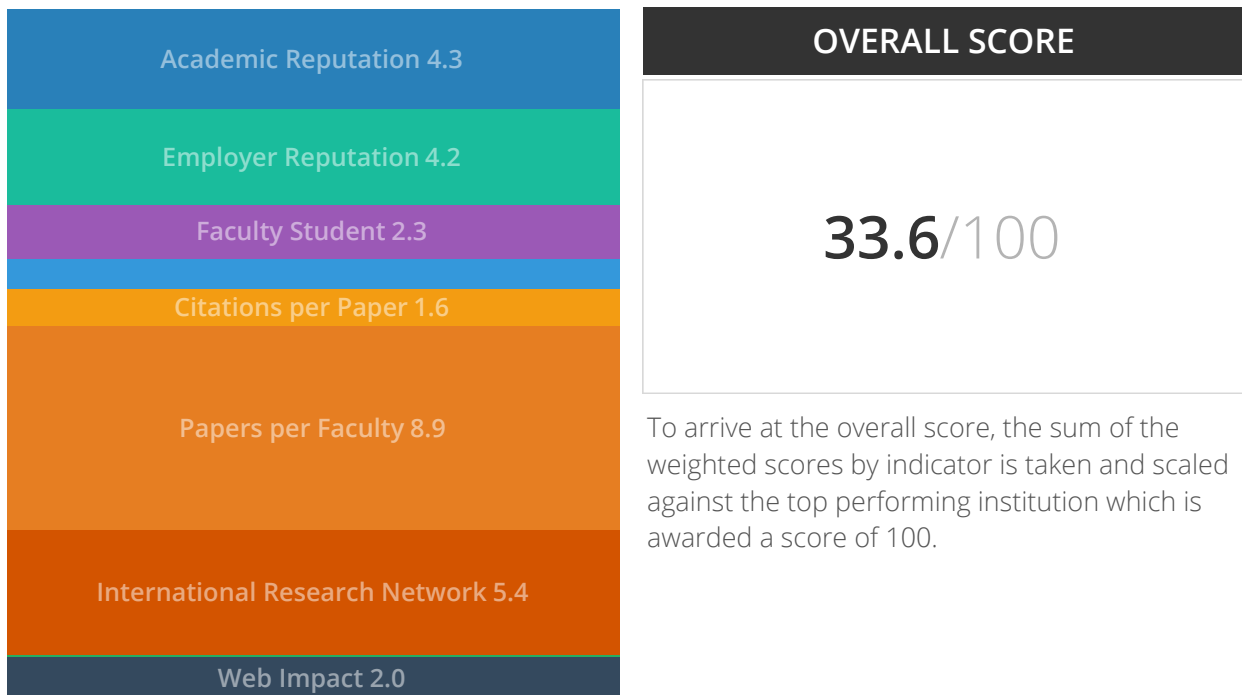 Academic Reputation 4.3
Employer Reputation 4.2
Faculty Student 2.3
Citations per Paper 1.6
Papers per Faculty 8.9
International Research Network 5.4
Web Impact 2.0
OVERALL SCORE
33.6/100
To arrive at the overall score, the sum of the
weighted scores by indicator is taken and scaled
against the top performing institution which is
awarded a score of 100.